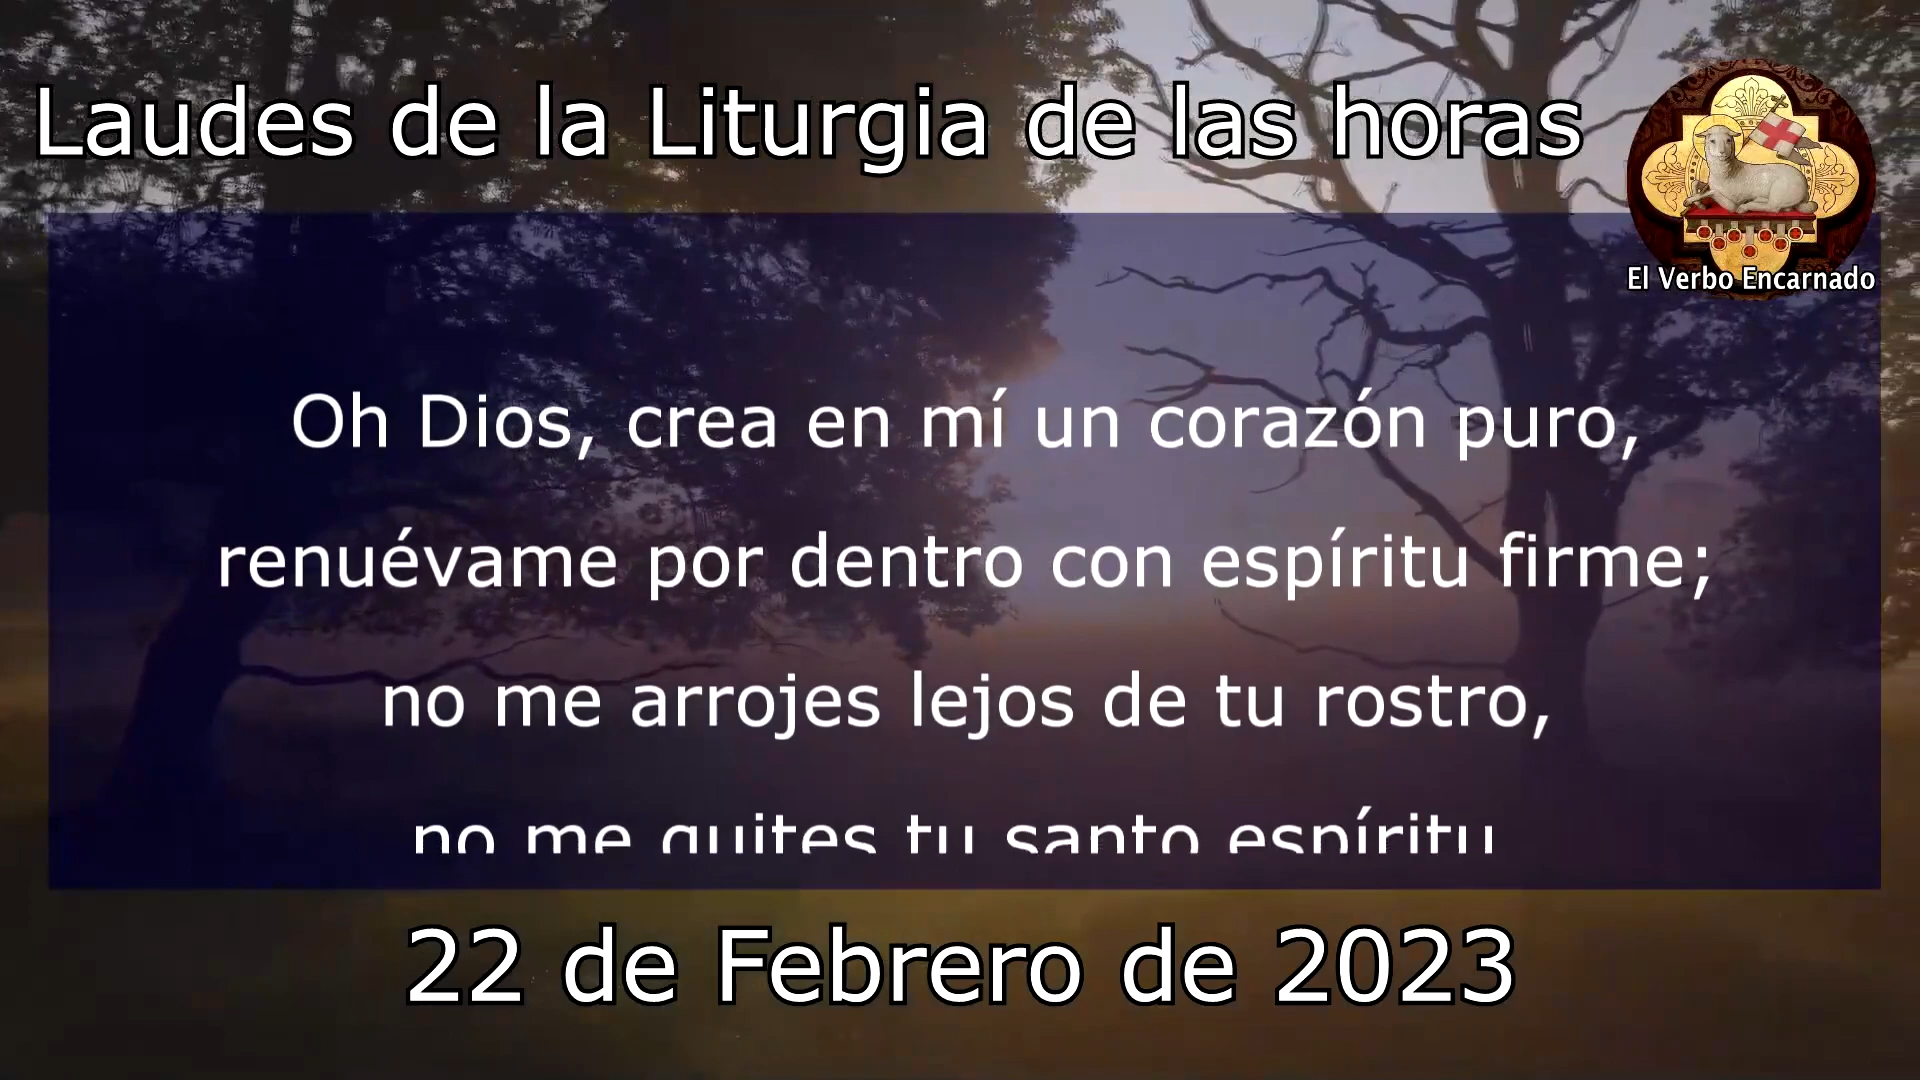 Laudes de la Liturgia de las horas
El Verbo Encarnado
Oh Dios, crea en mí un corazón puro,
renuévame por dentro con espíritu firme;
no me arrojes lejos de tu rostro,
no me quites tu santo espíritu
22 de Febrero de 2023